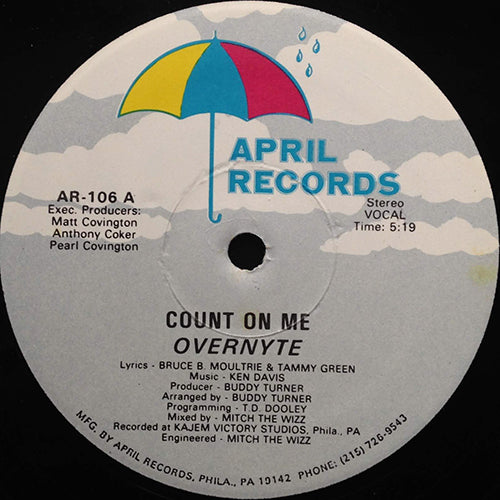 APRIL
RECORDS
AR-106 A
Exec. Producers:
Matt Covington
Anthony Coker
Pearl Covington
Stereo
VOCAL
Time: 5:19
COUNT ON ME
OVERNYTE
Lyrics - BRUCE B. MOULTRIE & TAMMY GREEN
Music - KEN DAVIS
Producer - BUDDY TURNER
Arranged by - BUDDY TURNER
Programming - T.D. DOOLEY
Mixed by - MITCH THE WIZZ
Recorded at KAJEM VICTORY STUDIOS, Phila., PA
Engineered - MITCH THE WIZZ
MFG. BY APRIL RECORDS, PHILA., PA 19142 PHONE: (215) 726-9543